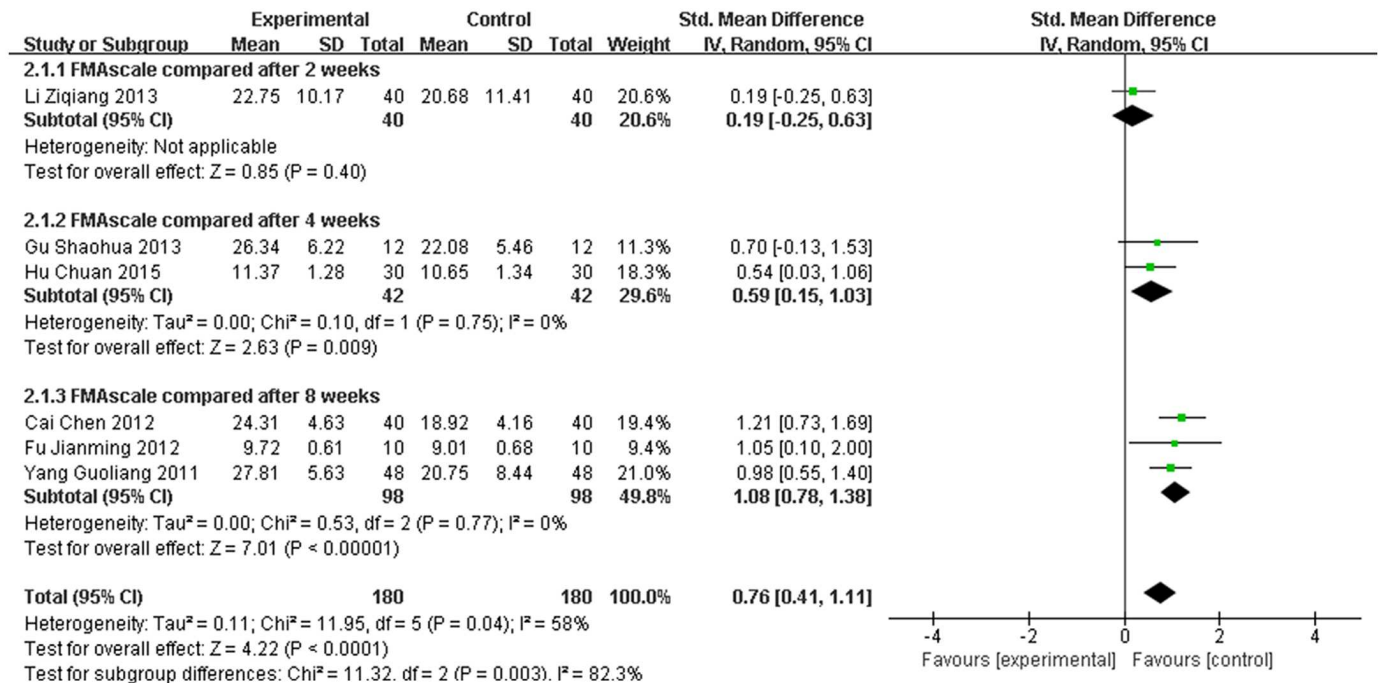 Experimental Control Std. Mean Difference Std. Mean Difference
Study or Subgroup Mean SD Total Mean SD Total Weight IV, Random, 95% CI IV, Random, 95% CI
2.1.1 FMAscale compared after 2 weeks
Li Ziqiang 2013 22.75 10.17 40 20.68 11.41 40 20.6% 0.19 [-0.25, 0.63]
Subtotal (95% CI) 40 40 20.6% 0.19 [-0.25, 0.63]
Heterogeneity: Not applicable
Test for overall effect: Z = 0.85 (P = 0.40)
2.1.2 FMAscale compared after 4 weeks
Gu Shaohua 2013 26.34 6.22 12 22.08 5.46 12 11.3% 0.70 [-0.13, 1.53]
Hu Chuan 2015 11.37 1.28 30 10.65 1.34 30 18.3% 0.54 [0.03, 1.06]
Subtotal (95% CI) 42 42 29.6% 0.59 [0.15, 1.03]
Heterogeneity: Tau² = 0.00; Chi² = 0.10, df = 1 (P = 0.75); I² = 0%
Test for overall effect: Z = 2.63 (P = 0.009)
2.1.3 FMAscale compared after 8 weeks
Cai Chen 2012 24.31 4.63 40 18.92 4.16 40 19.4% 1.21 [0.73, 1.69]
Fu Jianming 2012 9.72 0.61 10 9.01 0.68 10 9.4% 1.05 [0.10, 2.00]
Yang Guoliang 2011 27.81 5.63 48 20.75 8.44 48 21.0% 0.98 [0.55, 1.40]
Subtotal (95% CI) 98 98 49.8% 1.08 [0.78, 1.38]
Heterogeneity: Tau² = 0.00; Chi² = 0.53, df = 2 (P = 0.77); I² = 0%
Test for overall effect: Z = 7.01 (P < 0.00001)
Total (95% CI) 180 180 100.0% 0.76 [0.41, 1.11]
Heterogeneity: Tau² = 0.11; Chi² = 11.95, df = 5 (P = 0.04); I² = 58%
Test for overall effect: Z = 4.22 (P < 0.0001)
Test for subgroup differences: Chi² = 11.32, df = 2 (P = 0.003), I² = 82.3%
-4 -2 0 2 4
Favours [experimental] Favours [control]